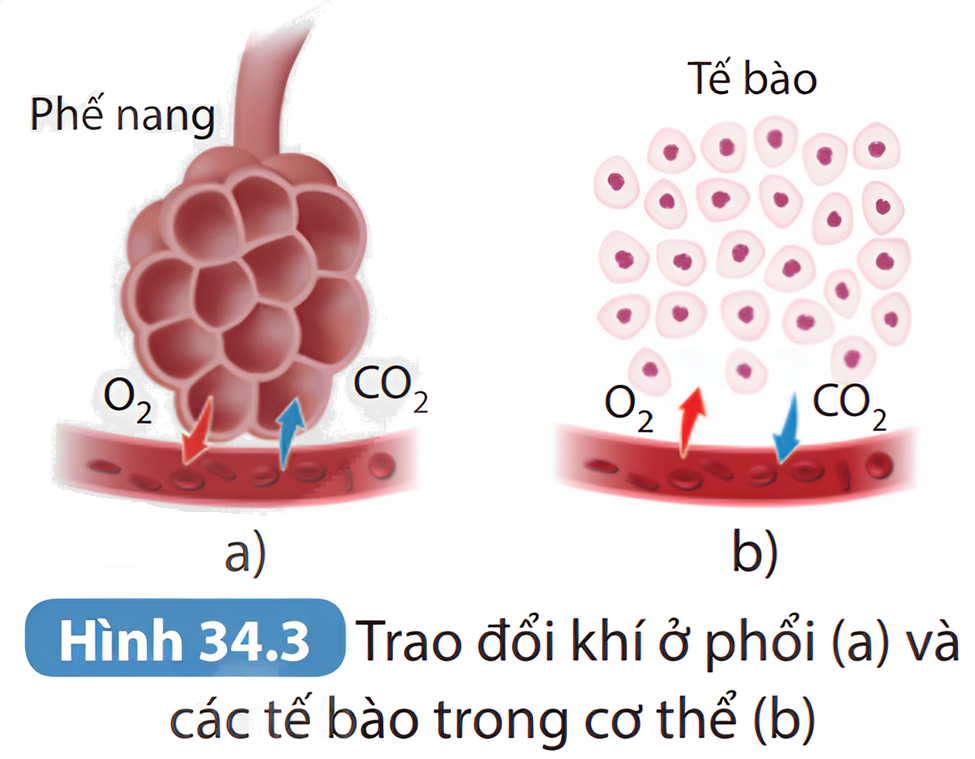 Phế nang
Tế bào
O₂
CO₂
O₂
CO₂
a)
b)
Hình 34.3 Trao đổi khí ở phổi (a) và
các tế bào trong cơ thể (b)